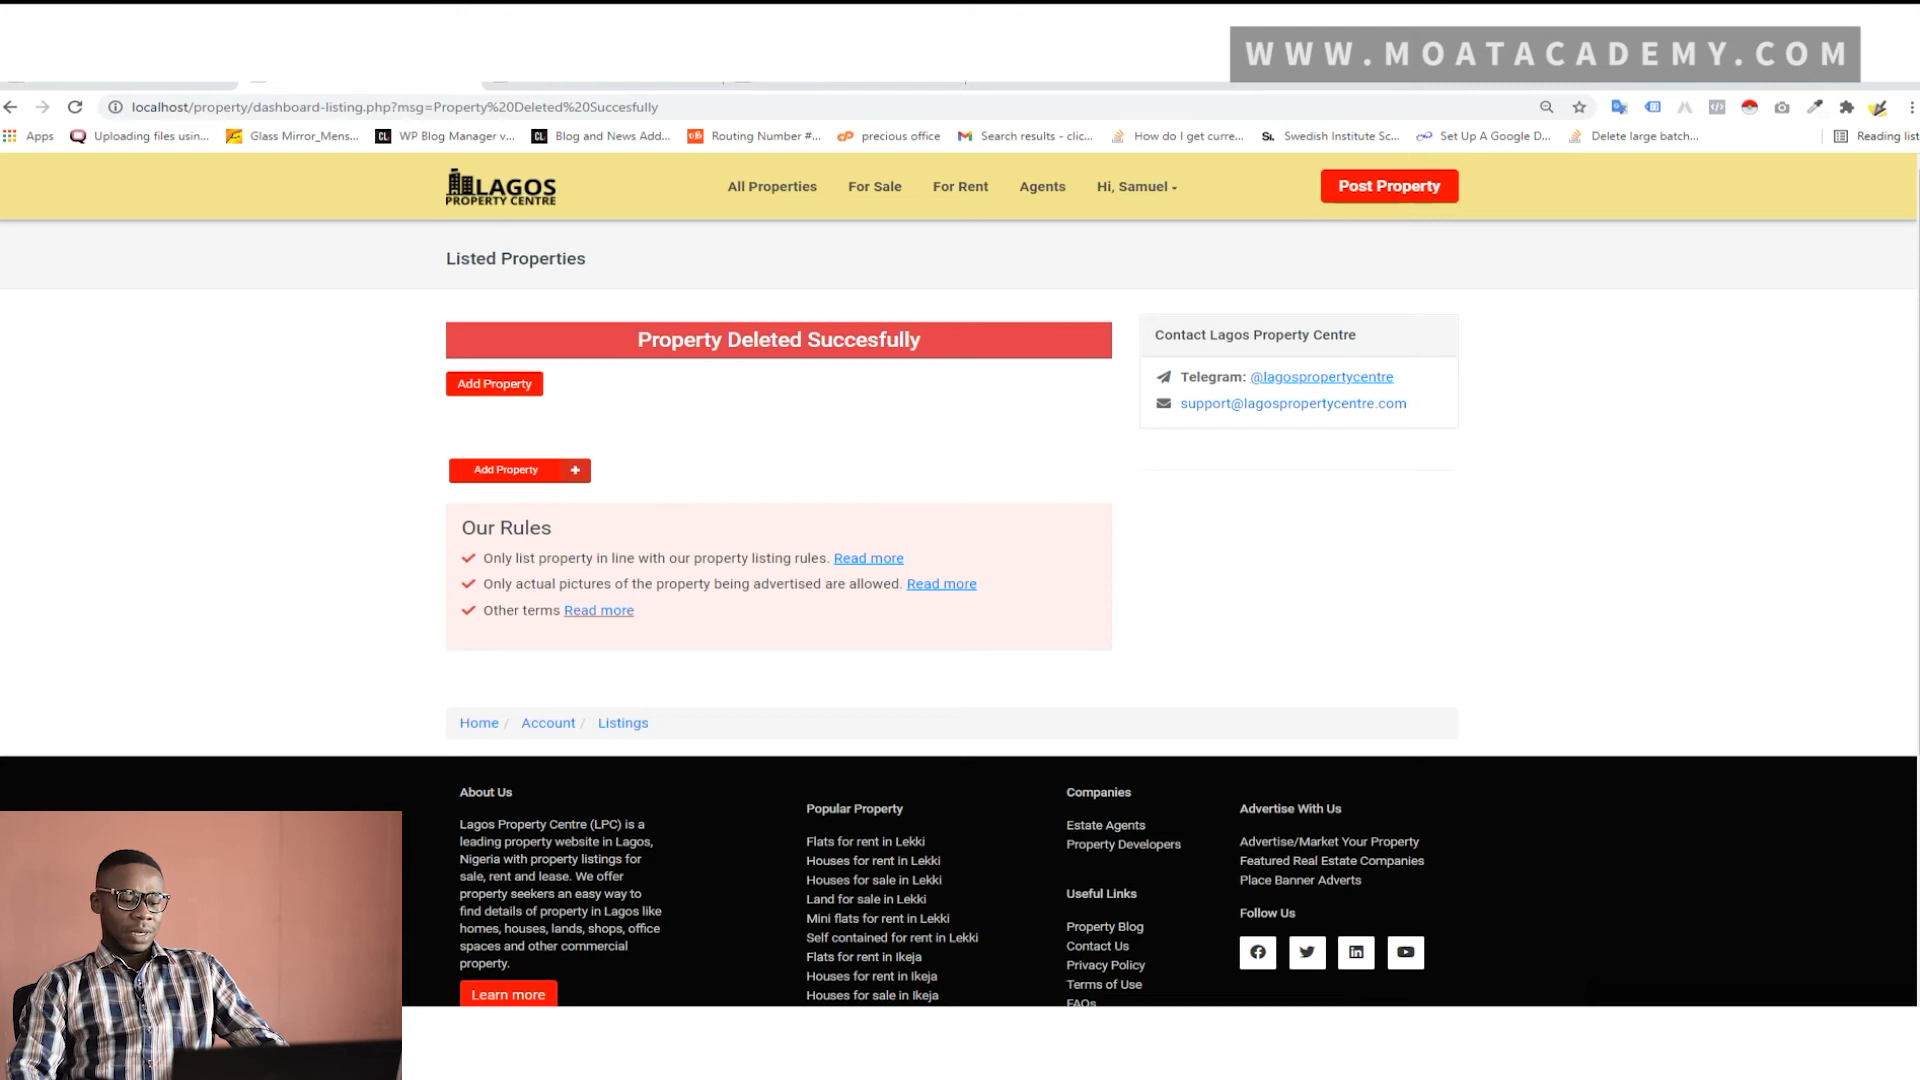 WWW.MOATACADEMY.COM
localhost/property/dashboard-listing.php?msg=Property%20Deleted%20Succesfully
Apps
Uploading files usin...
Glass Mirror_Mens...
WP Blog Manager v...
Blog and News Add...
Routing Number #...
precious office
Search results - clic...
How do I get curre...
Swedish Institute Sc...
Set Up A Google D...
Delete large batch...
Reading list
LAGOS
PROPERTY CENTRE
All Properties
For Sale
For Rent
Agents
Hi, Samuel
Post Property
Listed Properties
Property Deleted Succesfully
Add Property
Add Property +
Our Rules
Only list property in line with our property listing rules. Read more
Only actual pictures of the property being advertised are allowed. Read more
Other terms Read more
Contact Lagos Property Centre
Telegram: @lagospropertycentre
support@lagospropertycentre.com
Home / Account / Listings
About Us
Lagos Property Centre (LPC) is a
leading property website in Lagos,
Nigeria with property listings for
sale, rent and lease. We offer
property seekers an easy way to
find details of property in Lagos like
homes, houses, lands, shops, office
spaces and other commercial
property.
Learn more
Popular Property
Flats for rent in Lekki
Houses for rent in Lekki
Houses for sale in Lekki
Land for sale in Lekki
Mini flats for rent in Lekki
Self contained for rent in Lekki
Flats for rent in Ikeja
Houses for rent in Ikeja
Houses for sale in Ikeja
Companies
Estate Agents
Property Developers
Useful Links
Property Blog
Contact Us
Privacy Policy
Terms of Use
FAQs
Advertise With Us
Advertise/Market Your Property
Featured Real Estate Companies
Place Banner Adverts
Follow Us